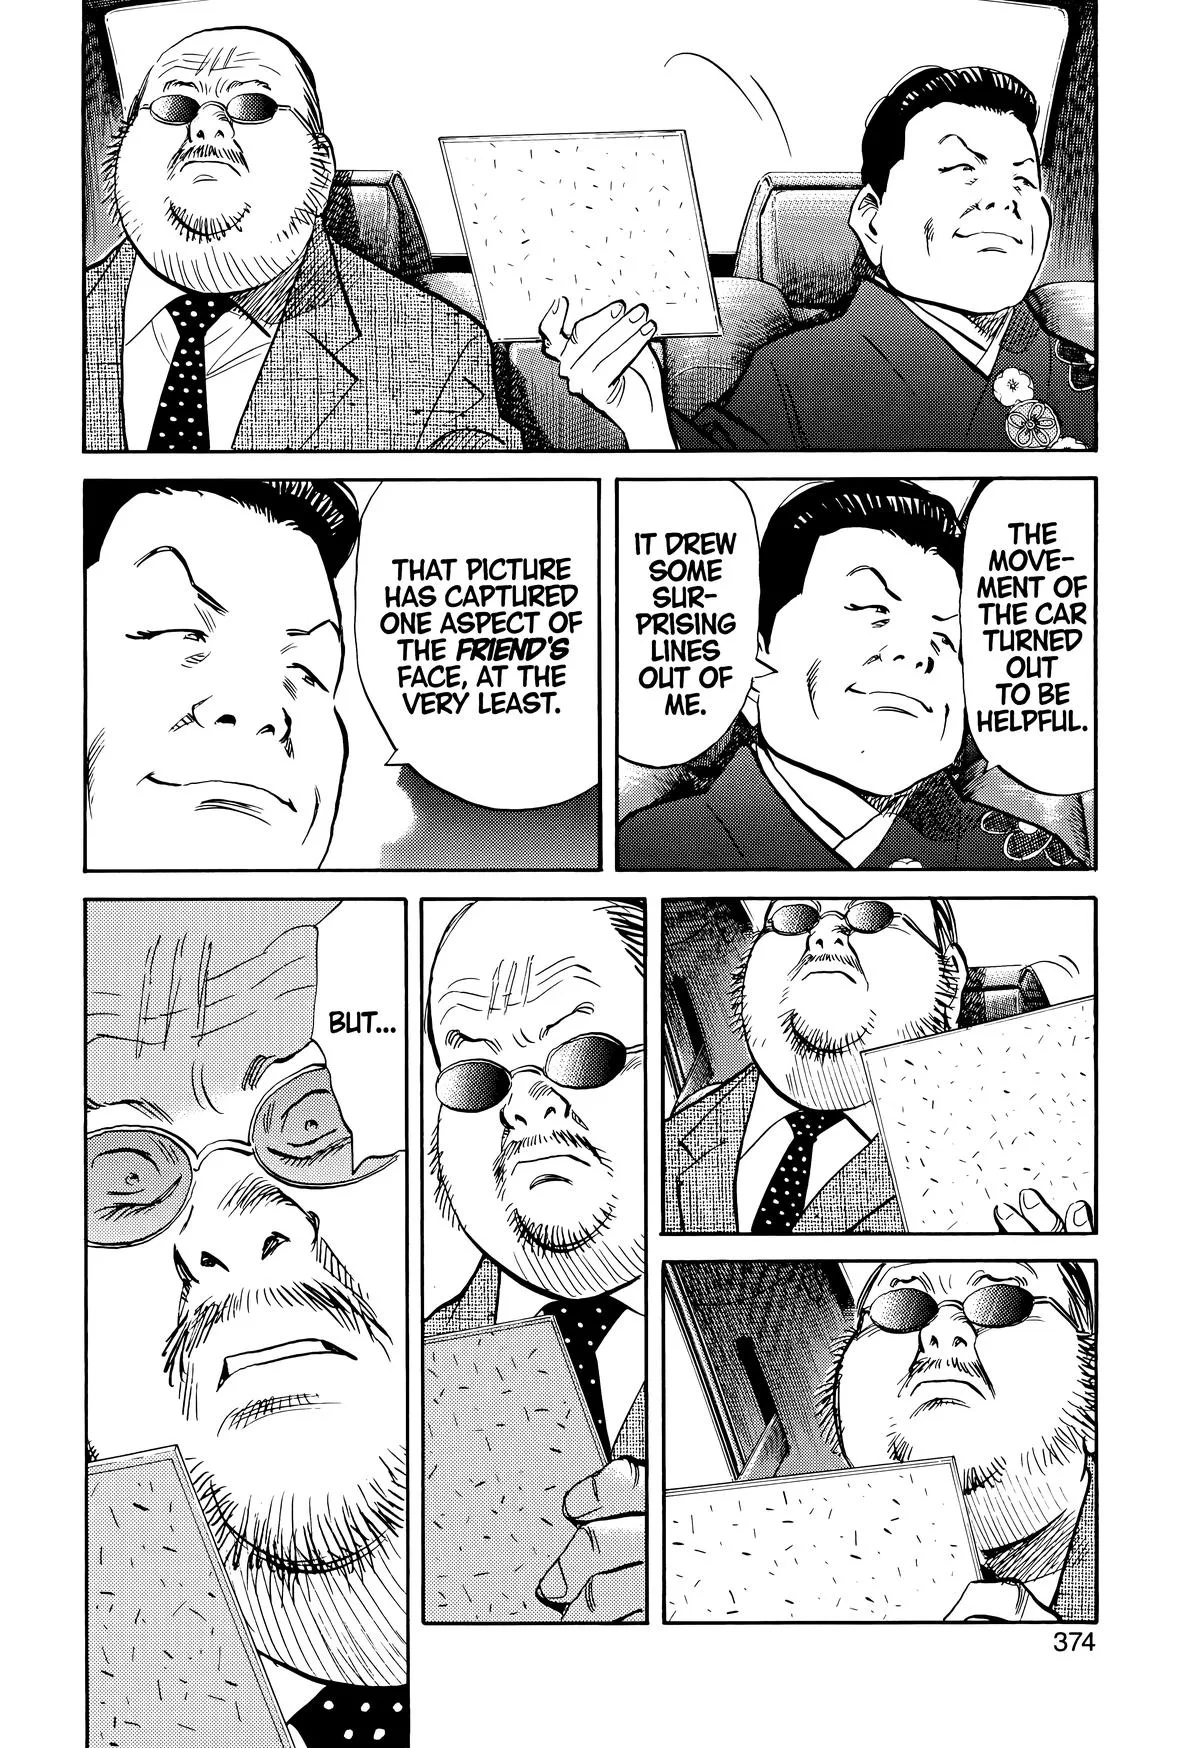 THE
MOVE-
MENT OF
THE CAR
TURNED
OUT
TO BE
HELPFUL.
IT DREW
SOME
SUR-
PRISING
LINES
OUT OF
ME.
THAT PICTURE
HAS CAPTURED
ONE ASPECT OF
THE FRIEND'S
FACE, AT THE
VERY LEAST.
BUT...
374